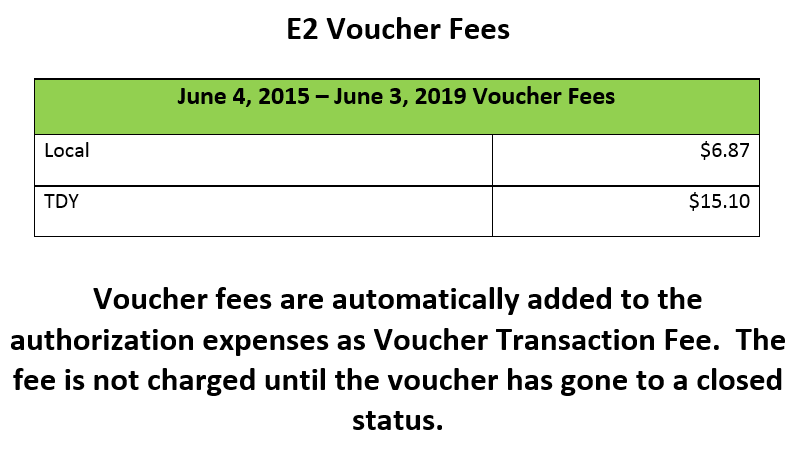 E2 Voucher Fees
June 4, 2015 – June 3, 2019 Voucher Fees
Local $6.87
TDY $15.10
Voucher fees are automatically added to the
authorization expenses as Voucher Transaction Fee.  The
fee is not charged until the voucher has gone to a closed
status.